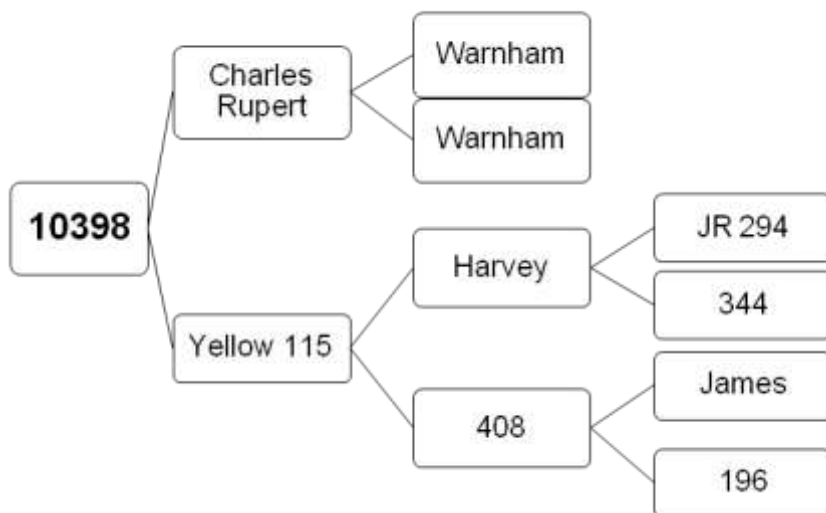 Charles
Rupert
Warnham
Warnham
10398
Yellow 115
Harvey
JR 294
344
408
James
196